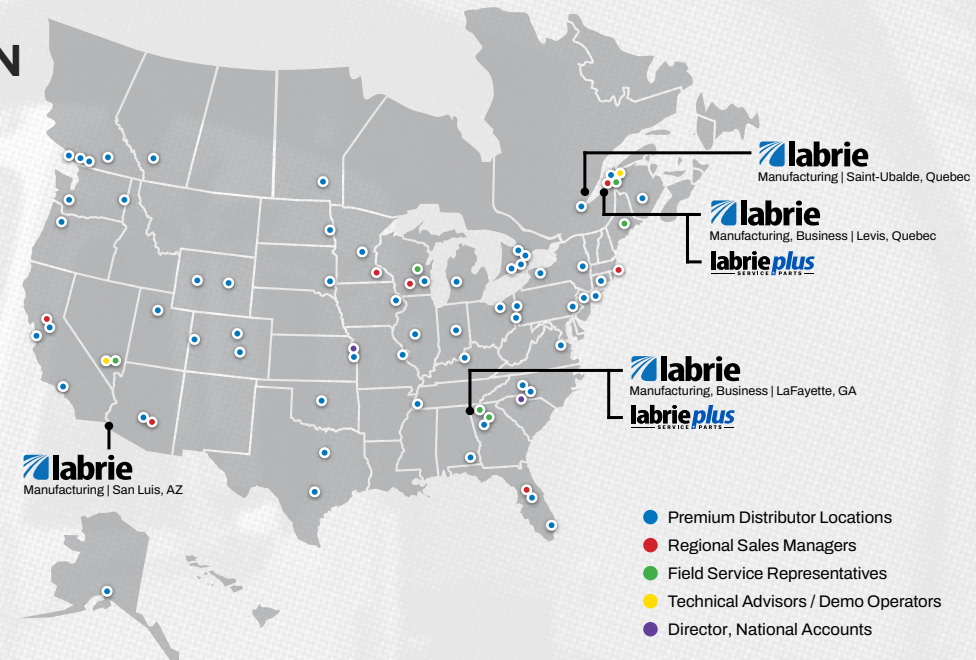 N
labrie
Manufacturing | Saint-Ubalde, Quebec
labrie
Manufacturing, Business | Levis, Quebec
labrieplus
SERVICE PARTS
labrie
Manufacturing, Business | LaFayette, GA
labrieplus
SERVICE PARTS
labrie
Manufacturing | San Luis, AZ
Premium Distributor Locations
Regional Sales Managers
Field Service Representatives
Technical Advisors / Demo Operators
Director, National Accounts